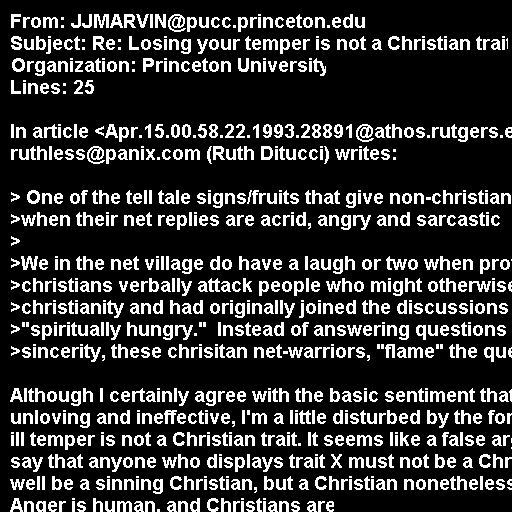 From: JJMARVIN@pucc.princeton.edu
Subject: Re: Losing your temper is not a Christian trait
Organization: Princeton University
Lines: 25

In article <Apr.15.00.58.22.1993.28891@athos.rutgers.e
ruthless@panix.com (Ruth Ditucci) writes:

> One of the tell tale signs/fruits that give non-christian
>when their net replies are acrid, angry and sarcastic
>
>We in the net village do have a laugh or two when pro
>christians verbally attack people who might otherwise
>christianity and had originally joined the discussions
>"spiritually hungry."  Instead of answering questions
>sincerity, these chrisitan net-warriors, "flame" the que

Although I certainly agree with the basic sentiment that
unloving and ineffective, I'm a little disturbed by the for
ill temper is not a Christian trait. It seems like a false ar
say that anyone who displays trait X must not be a Chr
well be a sinning Christian, but a Christian nonetheless
Anger is human, and Christians are